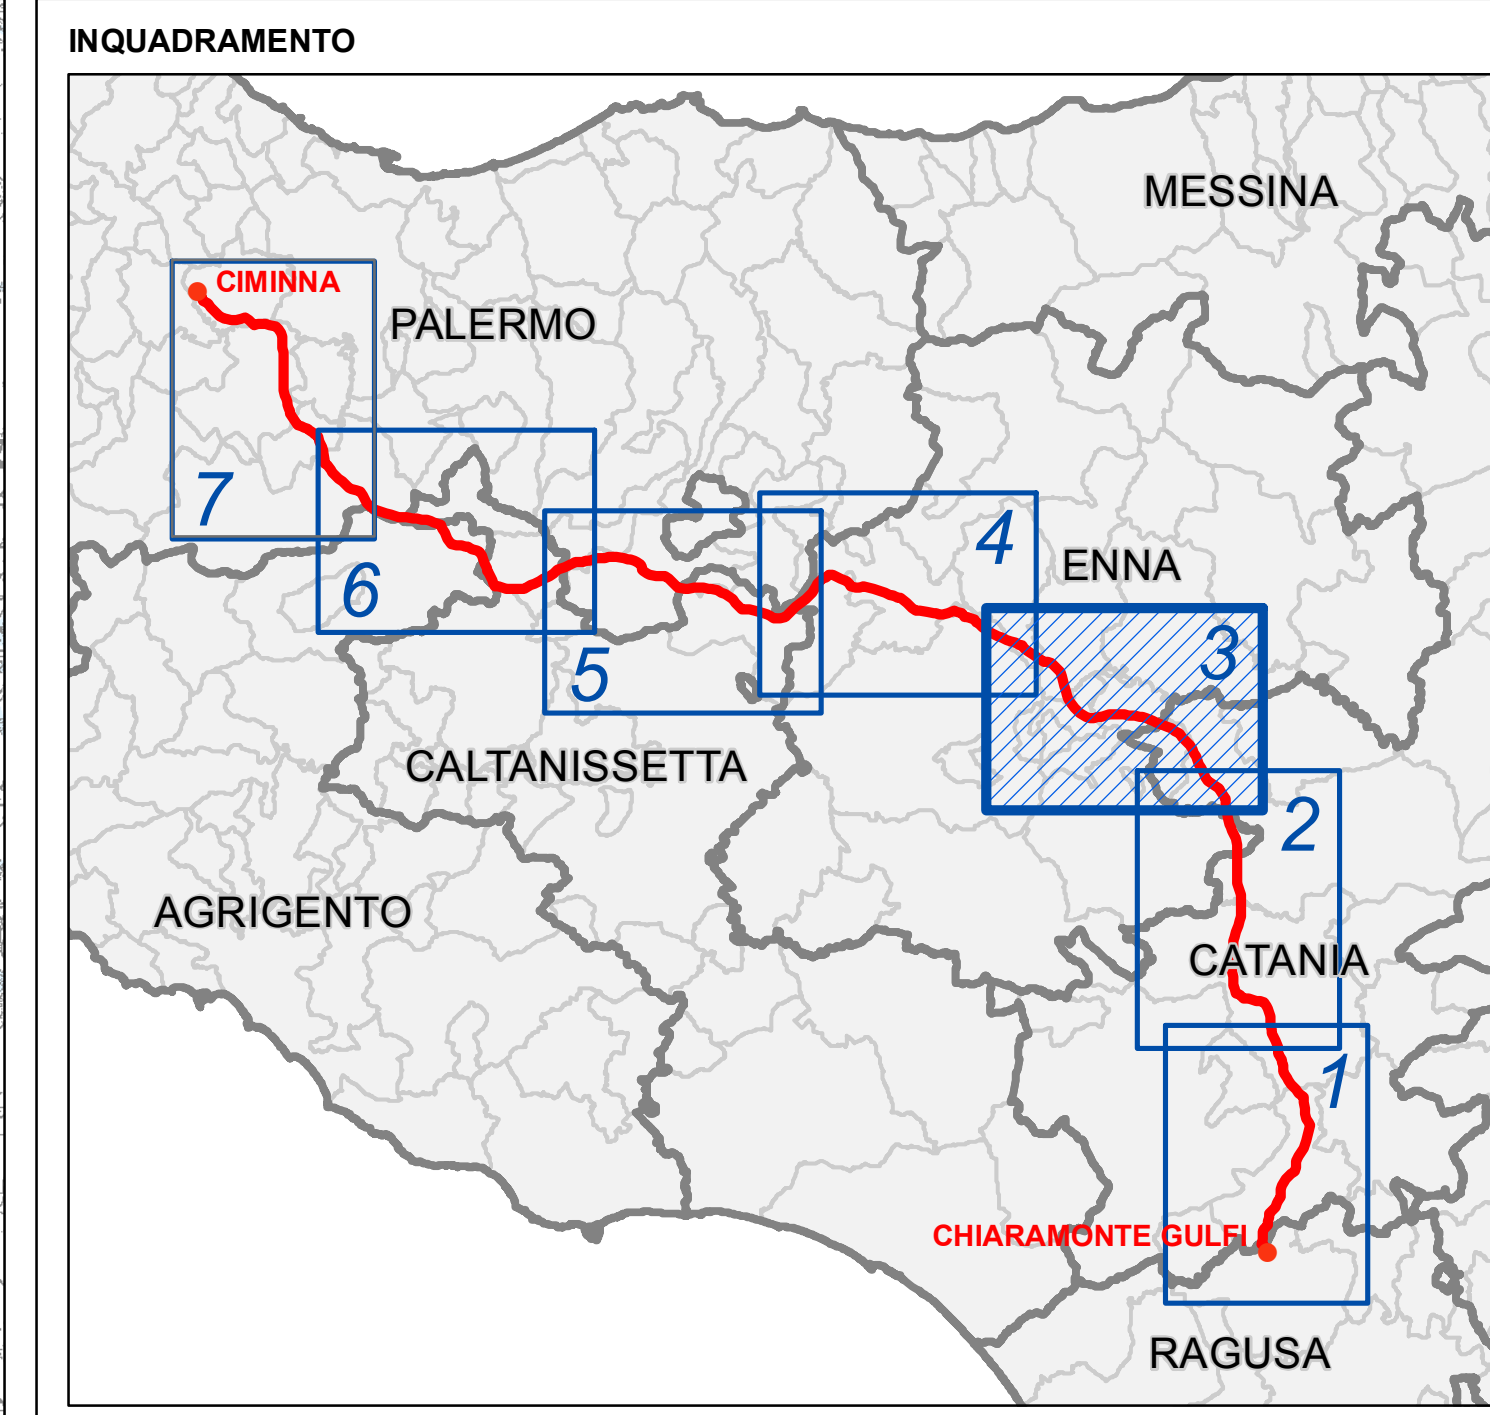 INQUADRAMENTO
MESSINA
CIMINNA
PALERMO
7
4
ENNA
6
3
5
CALTANISSETTA
2
AGRIGENTO
CATANIA
1
CHIARAMONTE GULFI
RAGUSA